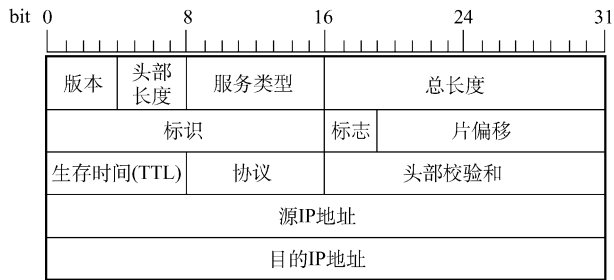 bit 0 8 16 24 31
版本 头部长度 服务类型 总长度
标识 标志 片偏移
生存时间(TTL) 协议 头部校验和
源IP地址
目的IP地址